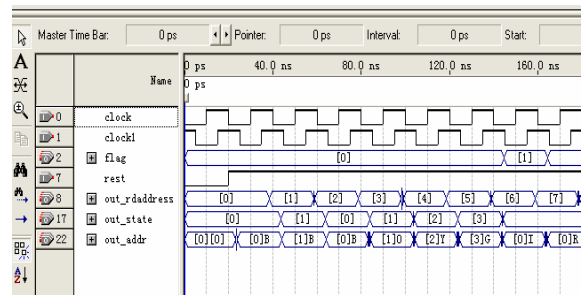 Master Time Bar: 0 ps Pointer: 0 ps Interval: 0 ps Start:
A
Name
0 ps 40.0 ns 80.0 ns 120.0 ns 160.0 ns
0 ps
0 clock
1 clock1
2 flag [0] [1]
7 rest
8 out_rdaddress [0] [1] [2] [3] [4] [5] [6] [7]
17 out_state [0] [1] [0] [1] [2] [3]
22 out_addr [0][0] [0]B [1]B [0]B [1]O [2]Y [3]G [0]I [0]R